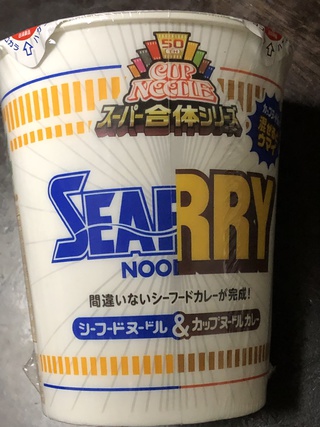 50
CUP
NOODLE
スーパー合体シリーズ
SEAFRRY
NOO
間違いないシーフードカレーが完成!
シーフードヌードル & カップヌードルカレー